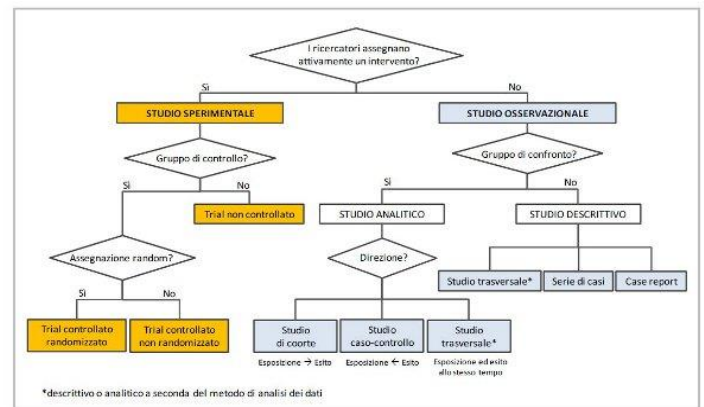 I ricercatori assegnano
attivamente un intervento?
Sì
No
STUDIO SPERIMENTALE
STUDIO OSSERVAZIONALE
Gruppo di controllo?
Gruppo di confronto?
Sì
No
Sì
No
Trial non controllato
STUDIO ANALITICO
STUDIO DESCRITTIVO
Assegnazione random?
Direzione?
Studio trasversale*
Serie di casi
Case report
Sì
No
Trial controllato
randomizzato
Trial controllato
non randomizzato
Studio
di coorte
Studio
caso-controllo
Studio
trasversale*
Esposizione → Esito
Esposizione ← Esito
Esposizione ed esito
allo stesso tempo
*descrittivo o analitico a seconda del metodo di analisi dei dati